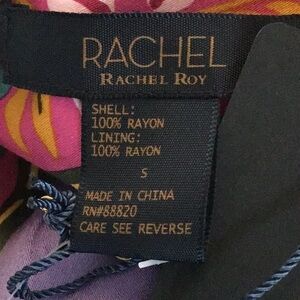 RACHEL
RACHEL ROY
SHELL:
100% RAYON
LINING:
100% RAYON
S
MADE IN CHINA
RN#88820
CARE SEE REVERSE